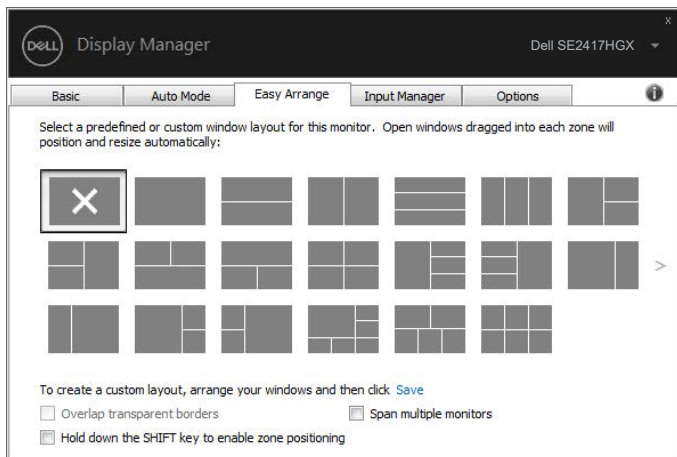 x
DELL Display Manager Dell SE2417HGX
Basic Auto Mode Easy Arrange Input Manager Options i
Select a predefined or custom window layout for this monitor. Open windows dragged into each zone will
position and resize automatically:
>
To create a custom layout, arrange your windows and then click Save
Overlap transparent borders Span multiple monitors
Hold down the SHIFT key to enable zone positioning